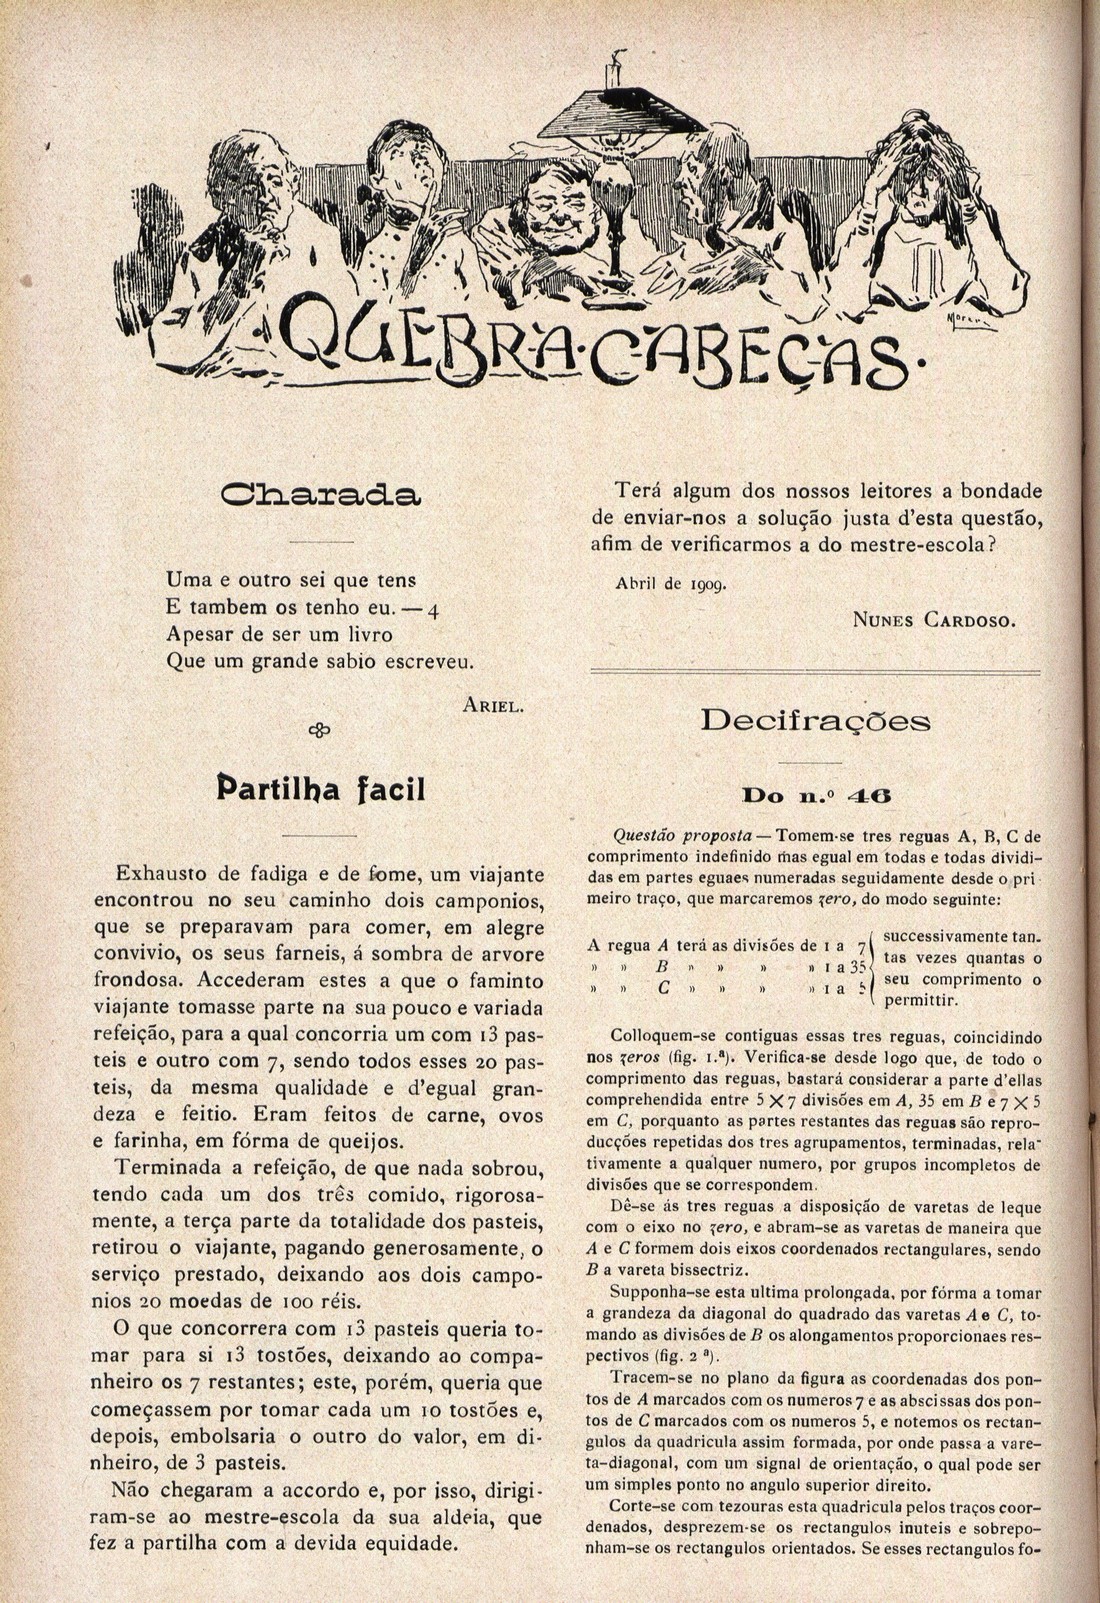 QUEBRA-CABEÇAS.
Charada
Uma e outro sei que tens
E tambem os tenho eu. — 4
Apesar de ser um livro
Que um grande sabio escreveu.
ARIEL.
Partilha facil
Exhausto de fadiga e de fome, um viajante
encontrou no seu caminho dois camponios,
que se preparavam para comer, em alegre
convivio, os seus farneis, á sombra de arvore
frondosa. Accederam estes a que o faminto
viajante tomasse parte na sua pouco e variada
refeição, para a qual concorria um com 13 pas-
teis e outro com 7, sendo todos esses 20 pas-
teis, da mesma qualidade e d'egual gran-
deza e feitio. Eram feitos de carne, ovos
e farinha, em fórma de queijos.
Terminada a refeição, de que nada sobrou,
tendo cada um dos três comido, rigorosa-
mente, a terça parte da totalidade dos pasteis,
retirou o viajante, pagando generosamente, o
serviço prestado, deixando aos dois campo-
nios 20 moedas de 100 réis.
O que concorrera com 13 pasteis queria to-
mar para si 13 tostões, deixando ao compa-
nheiro os 7 restantes; este, porém, queria que
começassem por tomar cada um 10 tostões e,
depois, embolsaria o outro do valor, em di-
nheiro, de 3 pasteis.
Não chegaram a accordo e, por isso, dirigi-
ram-se ao mestre-escola da sua aldeia, que
fez a partilha com a devida equidade.
Terá algum dos nossos leitores a bondade
de enviar-nos a solução justa d'esta questão,
afim de verificarmos a do mestre-escola?
Abril de 1909.
NUNES CARDOSO.
Decifrações
Do n.º 46
Questão proposta — Tomem-se tres reguas A, B, C de
comprimento indefinido mas egual em todas e todas dividi-
das em partes eguaes numeradas seguidamente desde o pri-
meiro traço, que marcaremos zero, do modo seguinte:
A regua A terá as divisões de 1 a 7
» » B » » » » 1 a 35
» » C » » » » 1 a 5
successivamente tan-
tas vezes quantas o
seu comprimento o
permittir.
Colloquem-se contiguas essas tres reguas, coincidindo
nos zeros (fig. 1.ª). Verifica-se desde logo que, de todo o
comprimento das reguas, bastará considerar a parte d'ellas
comprehendida entre 5 X 7 divisões em A, 35 em B e 7 X 5
em C, porquanto as partes restantes das reguas são repro-
ducções repetidas dos tres agrupamentos, terminadas, rela-
tivamente a qualquer numero, por grupos incompletos de
divisões que se correspondem.
Dê-se ás tres reguas a disposição de varetas de leque
com o eixo no zero, e abram-se as varetas de maneira que
A e C formem dois eixos coordenados rectangulares, sendo
B a vareta bissectriz.
Supponha-se esta ultima prolongada, por fórma a tomar
a grandeza da diagonal do quadrado das varetas A e C, to-
mando as divisões de B os alongamentos proporcionaes res-
pectivos (fig. 2 ª).
Tracem-se no plano da figura as coordenadas dos pon-
tos de A marcados com os numeros 7 e as abscissas dos pon-
tos de C marcados com os numeros 5, e notemos os rectan-
gulos da quadricula assim formada, por onde passa a vare-
ta-diagonal, com um signal de orientação, o qual pode ser
um simples ponto no angulo superior direito.
Corte-se com tezouras esta quadricula pelos traços coor-
denados, desprezem-se os rectangulos inuteis e sobrepo-
nham-se os rectangulos orientados. Se esses rectangulos fo-